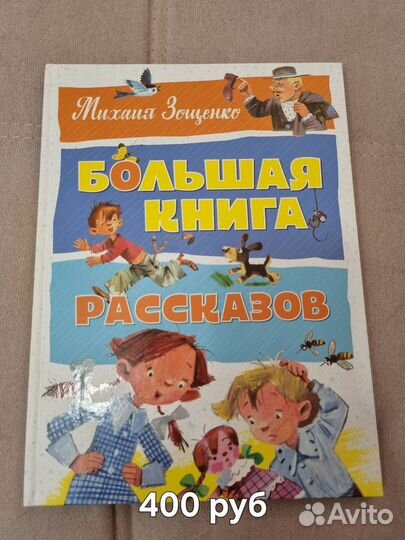 Михаил Зощенко
БОЛЬШАЯ
КНИГА
РАССКАЗОВ
400 руб
Avito